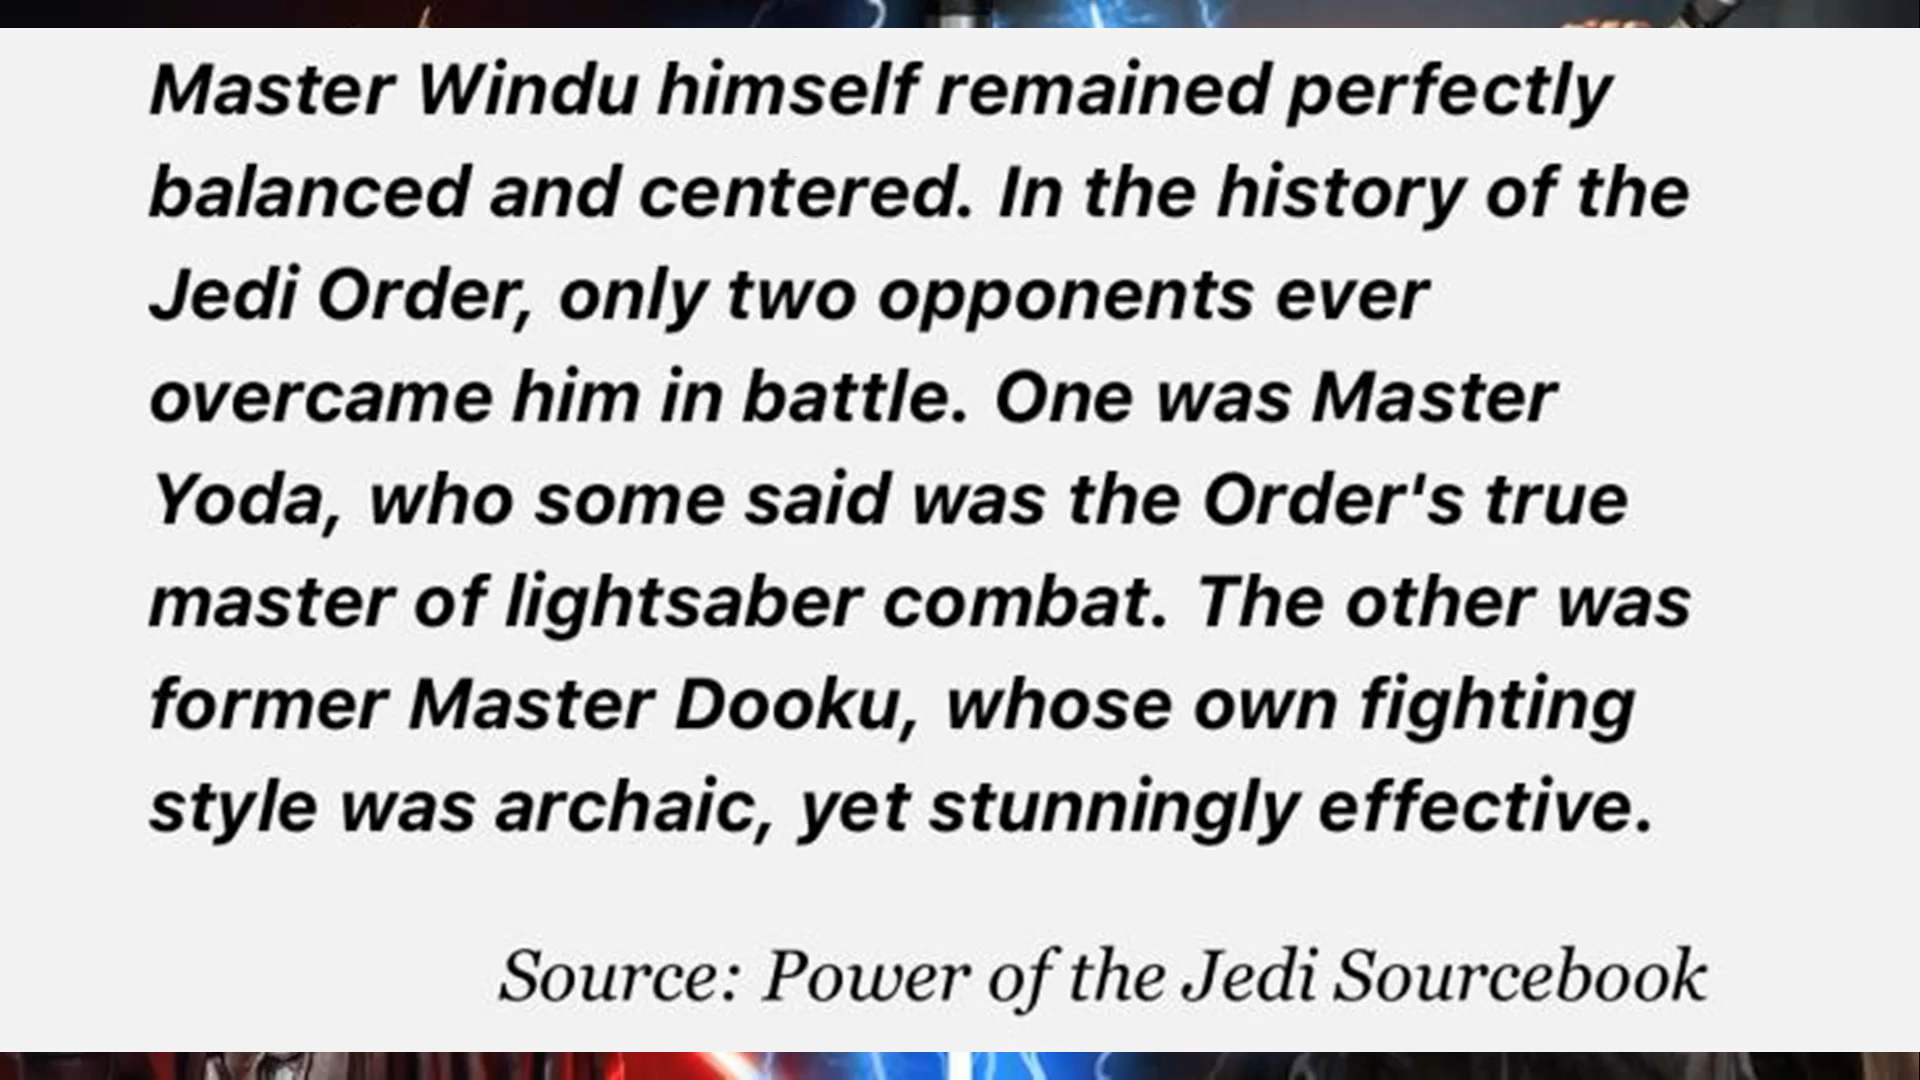 Master Windu himself remained perfectly
balanced and centered. In the history of the
Jedi Order, only two opponents ever
overcame him in battle. One was Master
Yoda, who some said was the Order's true
master of lightsaber combat. The other was
former Master Dooku, whose own fighting
style was archaic, yet stunningly effective.
Source: Power of the Jedi Sourcebook